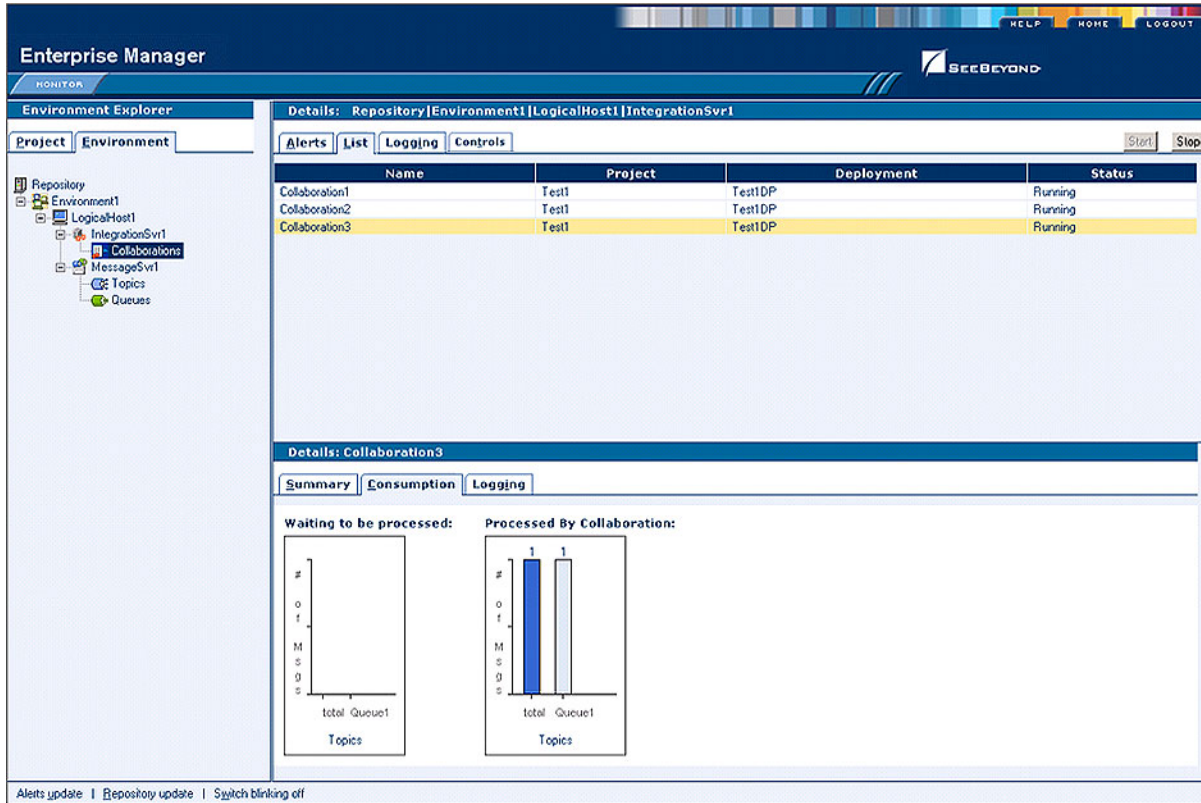 HELP HOME LOGOUT
Enterprise Manager
SEEBEYOND
MONITOR
Environment Explorer
Details: Repository|Environment1|LogicalHost1|IntegrationSvr1
Project Environment
Alerts List Logging Controls Start Stop
Name Project Deployment Status
Collaboration1 Test1 Test1DP Running
Collaboration2 Test1 Test1DP Running
Collaboration3 Test1 Test1DP Running
Repository
Environment1
LogicalHost1
IntegrationSvr1
Collaborations
MessageSvr1
Topics
Queues
Details: Collaboration3
Summary Consumption Logging
Waiting to be processed: Processed By Collaboration:
# of Msgs
total Queue1
Topics
1 1
# of Msgs
total Queue1
Topics
Alerts update | Repository update | Switch blinking off